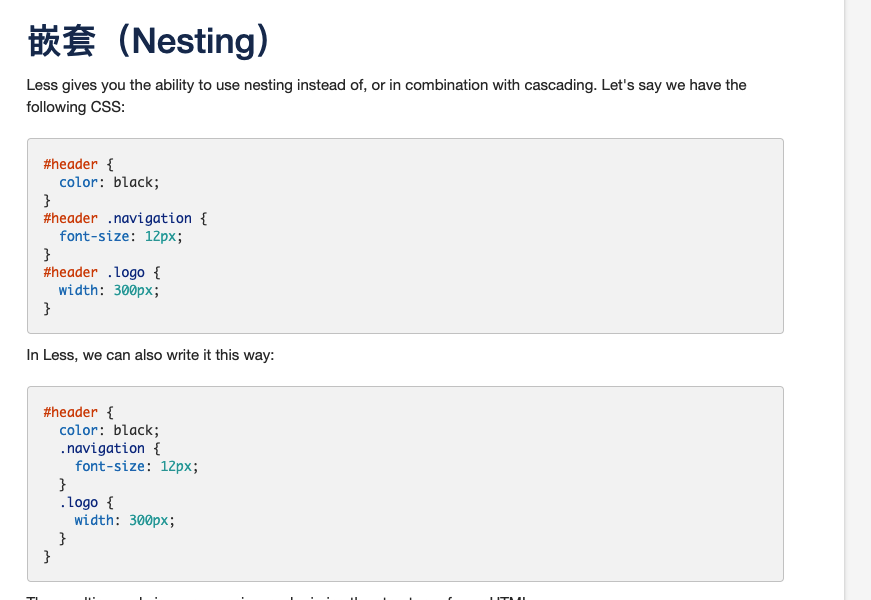 嵌套（Nesting）
Less gives you the ability to use nesting instead of, or in combination with cascading. Let's say we have the
following CSS:
#header {
  color: black;
}
#header .navigation {
  font-size: 12px;
}
#header .logo {
  width: 300px;
}
In Less, we can also write it this way:
#header {
  color: black;
  .navigation {
    font-size: 12px;
  }
  .logo {
    width: 300px;
  }
}